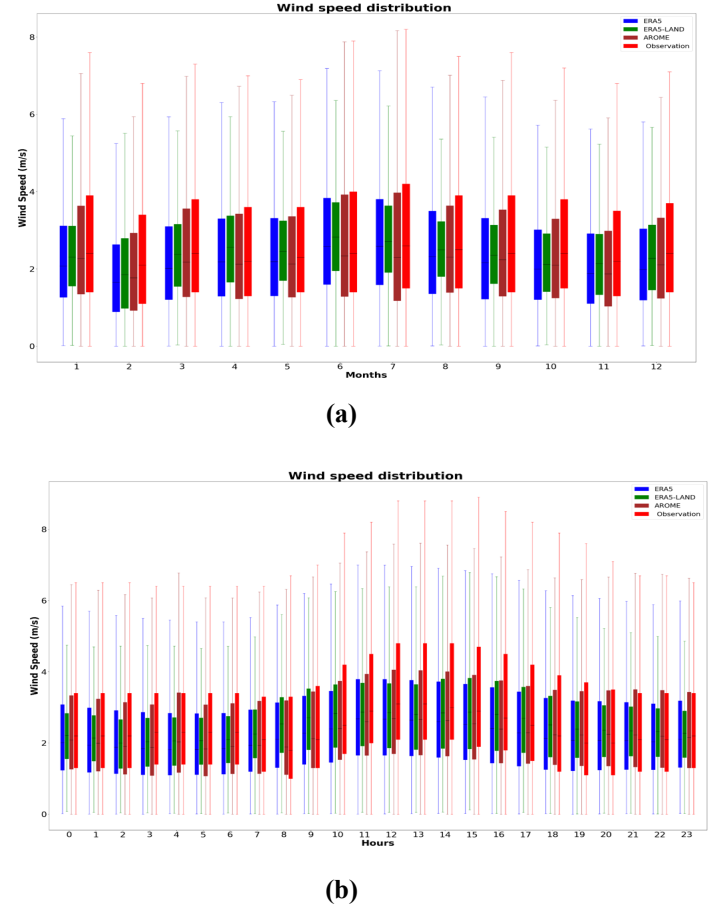 Wind speed distribution
ERA5
ERA5-LAND
AROME
Observation
8
6
4
2
0
Wind Speed (m/s)
1 2 3 4 5 6 7 8 9 10 11 12
Months
(a)
Wind speed distribution
ERA5
ERA5-LAND
AROME
Observation
8
6
4
2
0
Wind Speed (m/s)
0 1 2 3 4 5 6 7 8 9 10 11 12 13 14 15 16 17 18 19 20 21 22 23
Hours
(b)